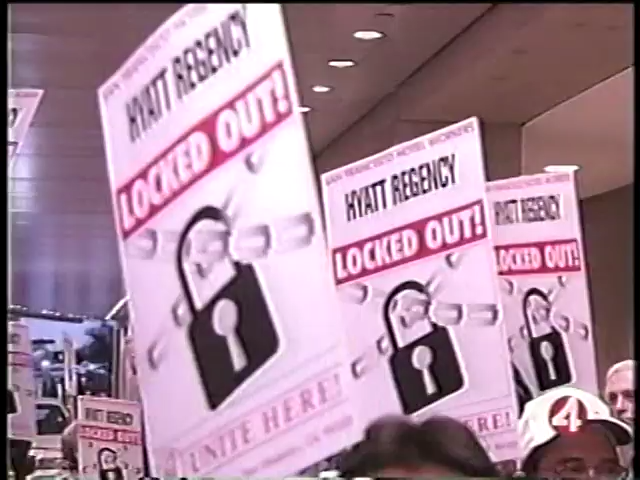 SAN FRANCISCO HOTEL WORKERS
HYATT REGENCY
LOCKED OUT!
UNITE HERE!
SAN FRANCISCO HOTEL WORKERS
HYATT REGENCY
LOCKED OUT!
HERE!
HYATT REGENCY
LOCKED OUT!
HYATT REGENCY
LOCKED OUT!
4